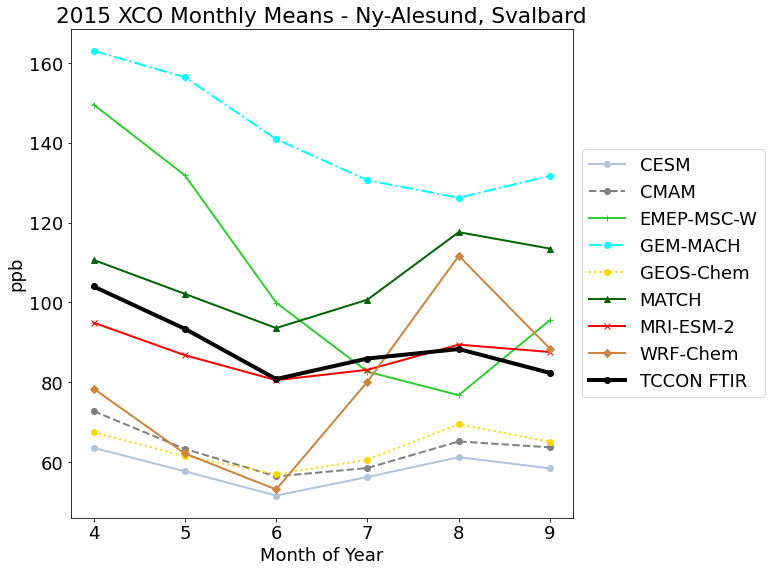 2015 XCO Monthly Means - Ny-Alesund, Svalbard
160
140
120
100
80
60
ppb
4 5 6 7 8 9
Month of Year
CESM
CMAM
EMEP-MSC-W
GEM-MACH
GEOS-Chem
MATCH
MRI-ESM-2
WRF-Chem
TCCON FTIR